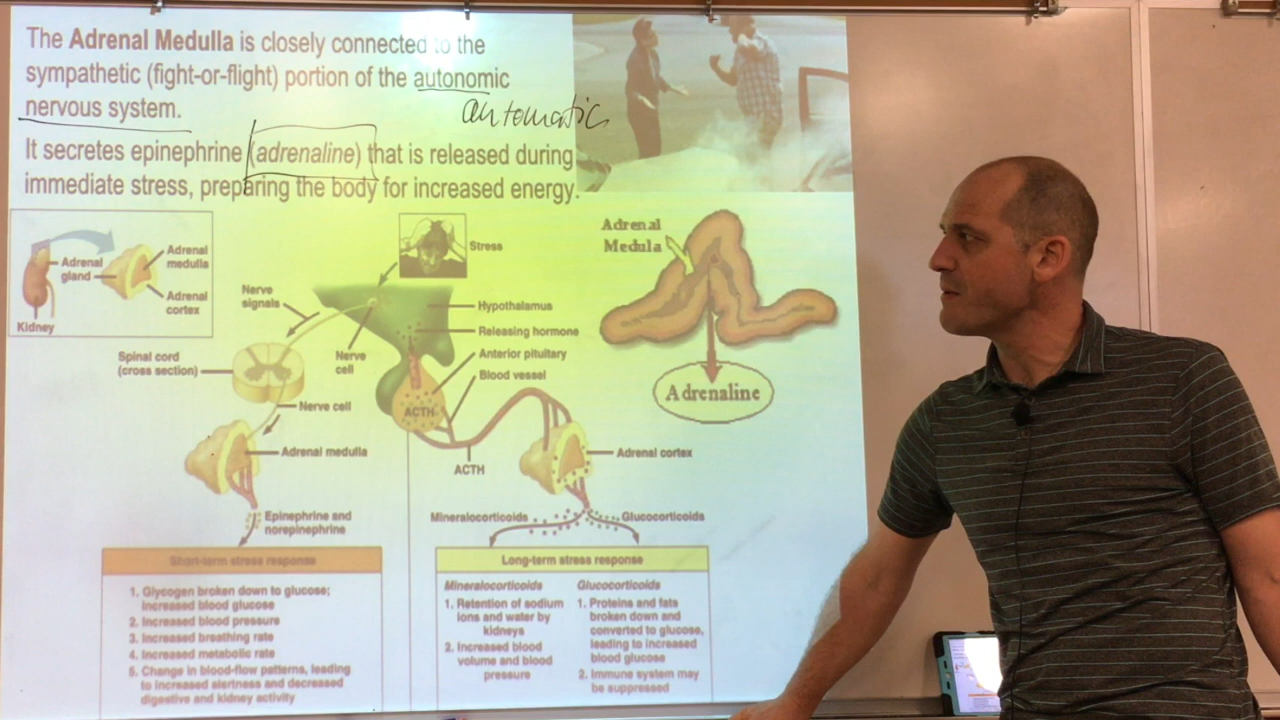 The Adrenal Medulla is closely connected to the
sympathetic (fight-or-flight) portion of the autonomic
nervous system.
automatic
It secretes epinephrine (adrenaline) that is released during
immediate stress, preparing the body for increased energy.
Adrenal
gland
Adrenal
medulla
Adrenal
cortex
Kidney
Stress
Nerve
signals
Hypothalamus
Releasing hormone
Anterior pituitary
Blood vessel
Nerve
cell
Spinal cord
(cross section)
Nerve cell
ACTH
Adrenal medulla
ACTH
Adrenal cortex
Epinephrine and
norepinephrine
Mineralocorticoids
Glucocorticoids
Adrenal
Medula
Adrenaline
Short-term stress response
1. Glycogen broken down to glucose;
increased blood glucose
2. Increased blood pressure
3. Increased breathing rate
4. Increased metabolic rate
5. Change in blood-flow patterns, leading
to increased alertness and decreased
digestive and kidney activity
Long-term stress response
Mineralocorticoids
1. Retention of sodium
ions and water by
kidneys
2. Increased blood
volume and blood
pressure
Glucocorticoids
1. Proteins and fats
broken down and
converted to glucose,
leading to increased
blood glucose
2. Immune system may
be suppressed